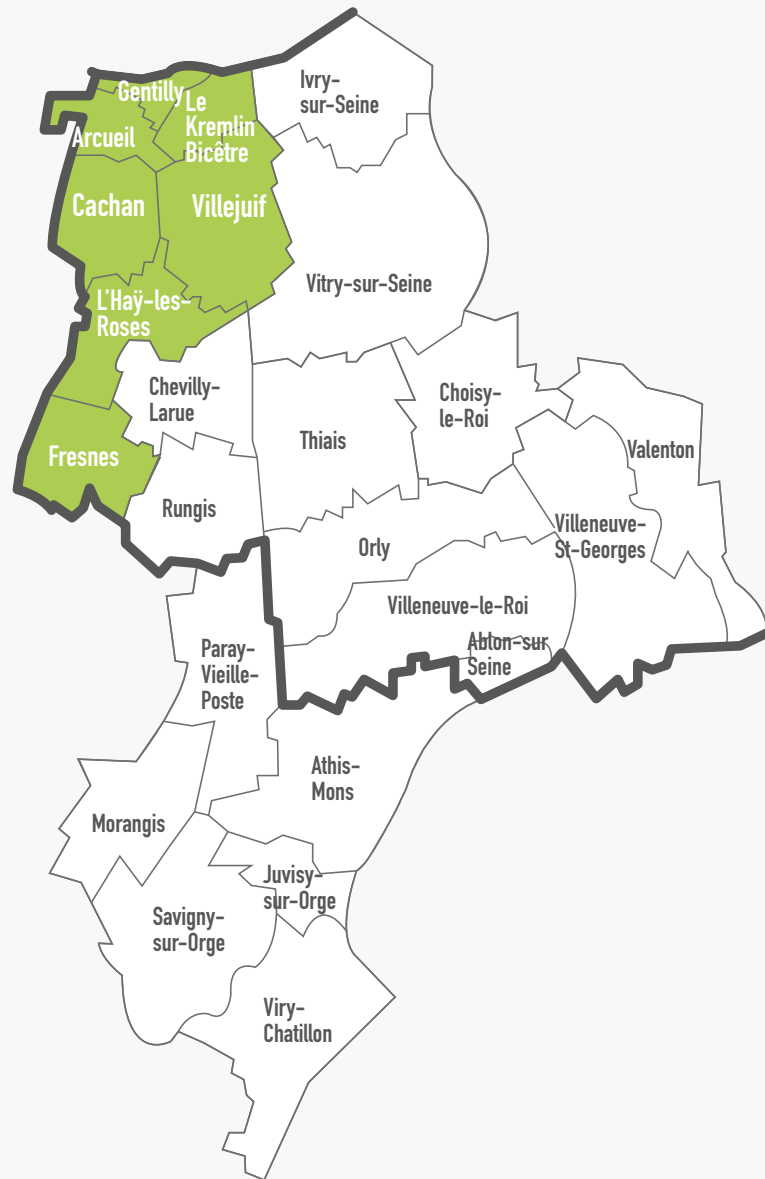 Gentilly
Le
Kremlin
Bicêtre
Ivry-
sur-Seine
Arcueil
Cachan
Villejuif
Vitry-sur-Seine
L'Haÿ-les-
Roses
Chevilly-
Larue
Choisy-
le-Roi
Thiais
Valenton
Fresnes
Rungis
Villeneuve-
St-Georges
Orly
Villeneuve-le-Roi
Ablon-sur
Seine
Paray-
Vieille-
Poste
Athis-
Mons
Morangis
Juvisy-
sur-Orge
Savigny-
sur-Orge
Viry-
Chatillon